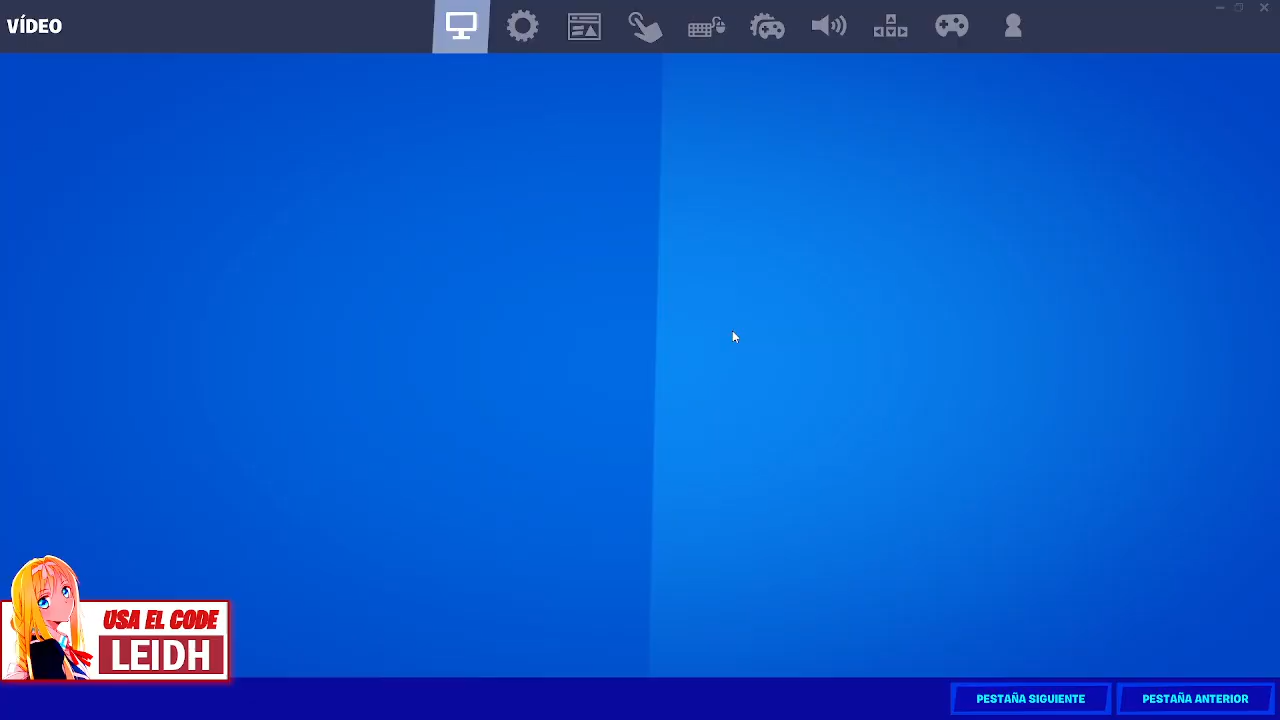 VÍDEO
USA EL CODE
LEIDH
PESTAÑA SIGUIENTE
PESTAÑA ANTERIOR